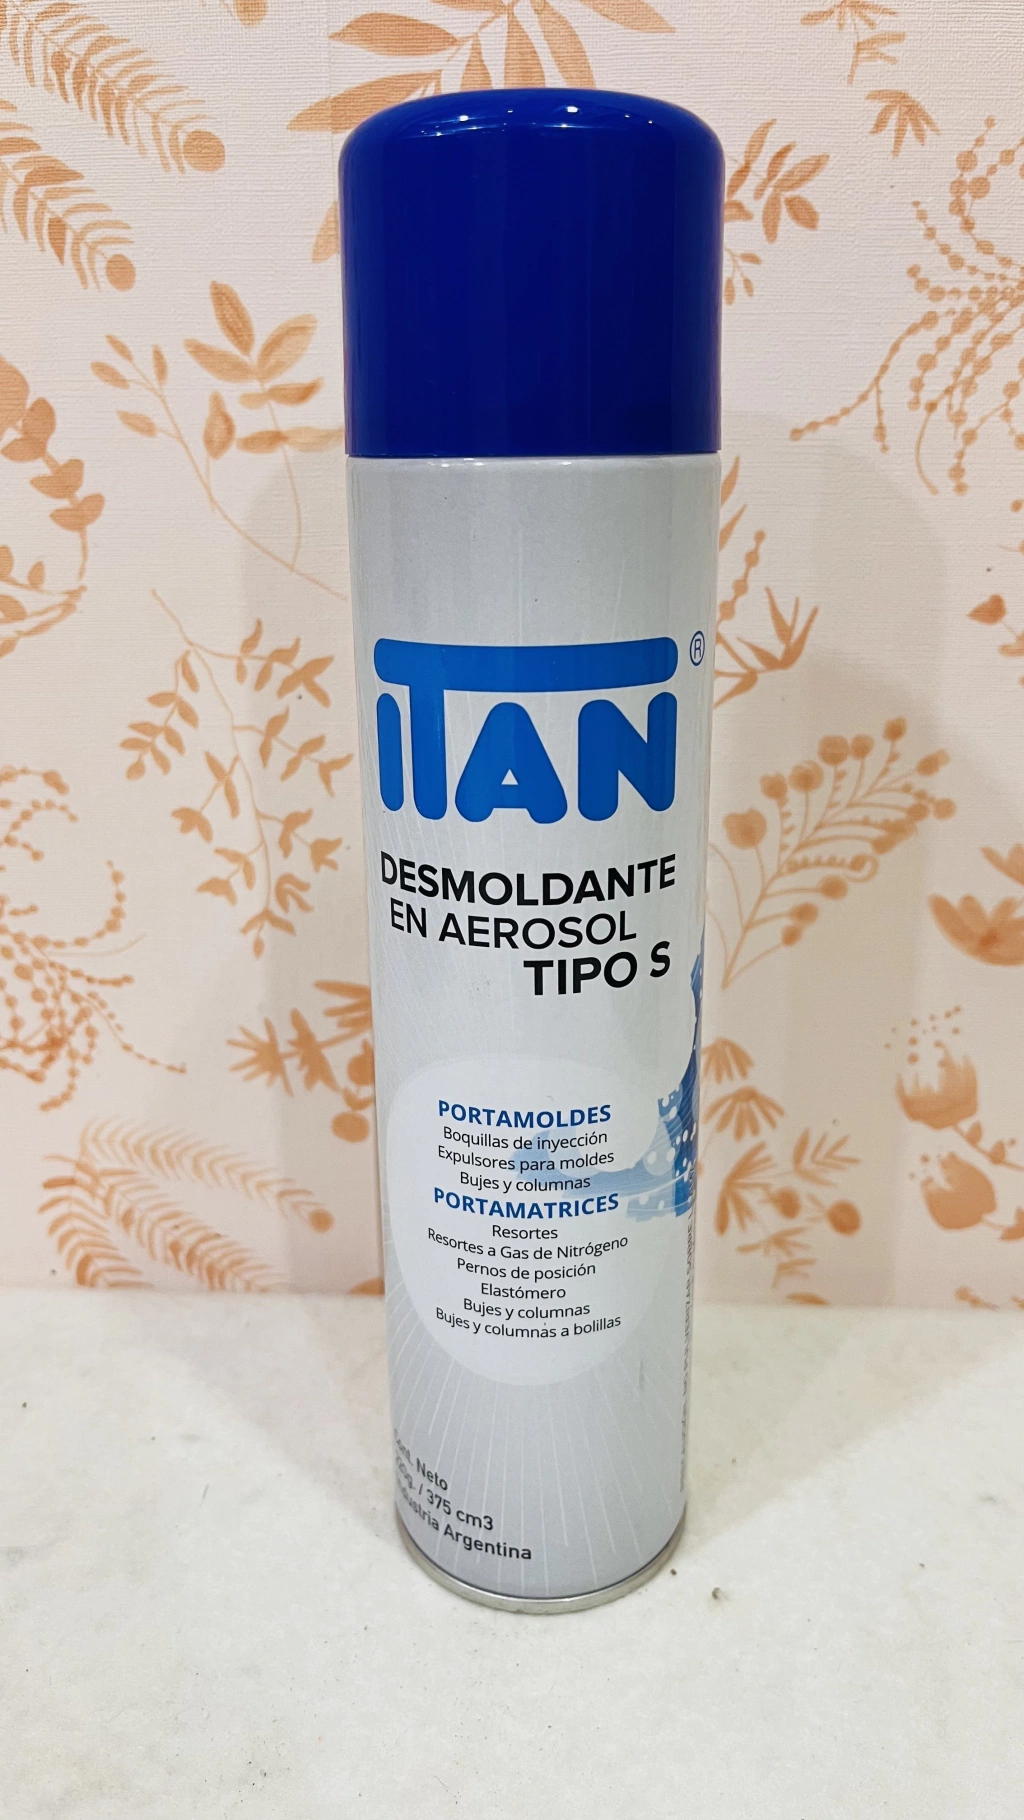 ITAN ®
DESMOLDANTE
EN AEROSOL
TIPO S
PORTAMOLDES
Boquillas de inyección
Expulsores para moldes
Bujes y columnas
PORTAMATRICES
Resortes
Resortes a Gas de Nitrógeno
Pernos de posición
Elastómero
Bujes y columnas
Bujes y columnas a bolillas
Cont. Neto
/ 375 cm3
Industria Argentina